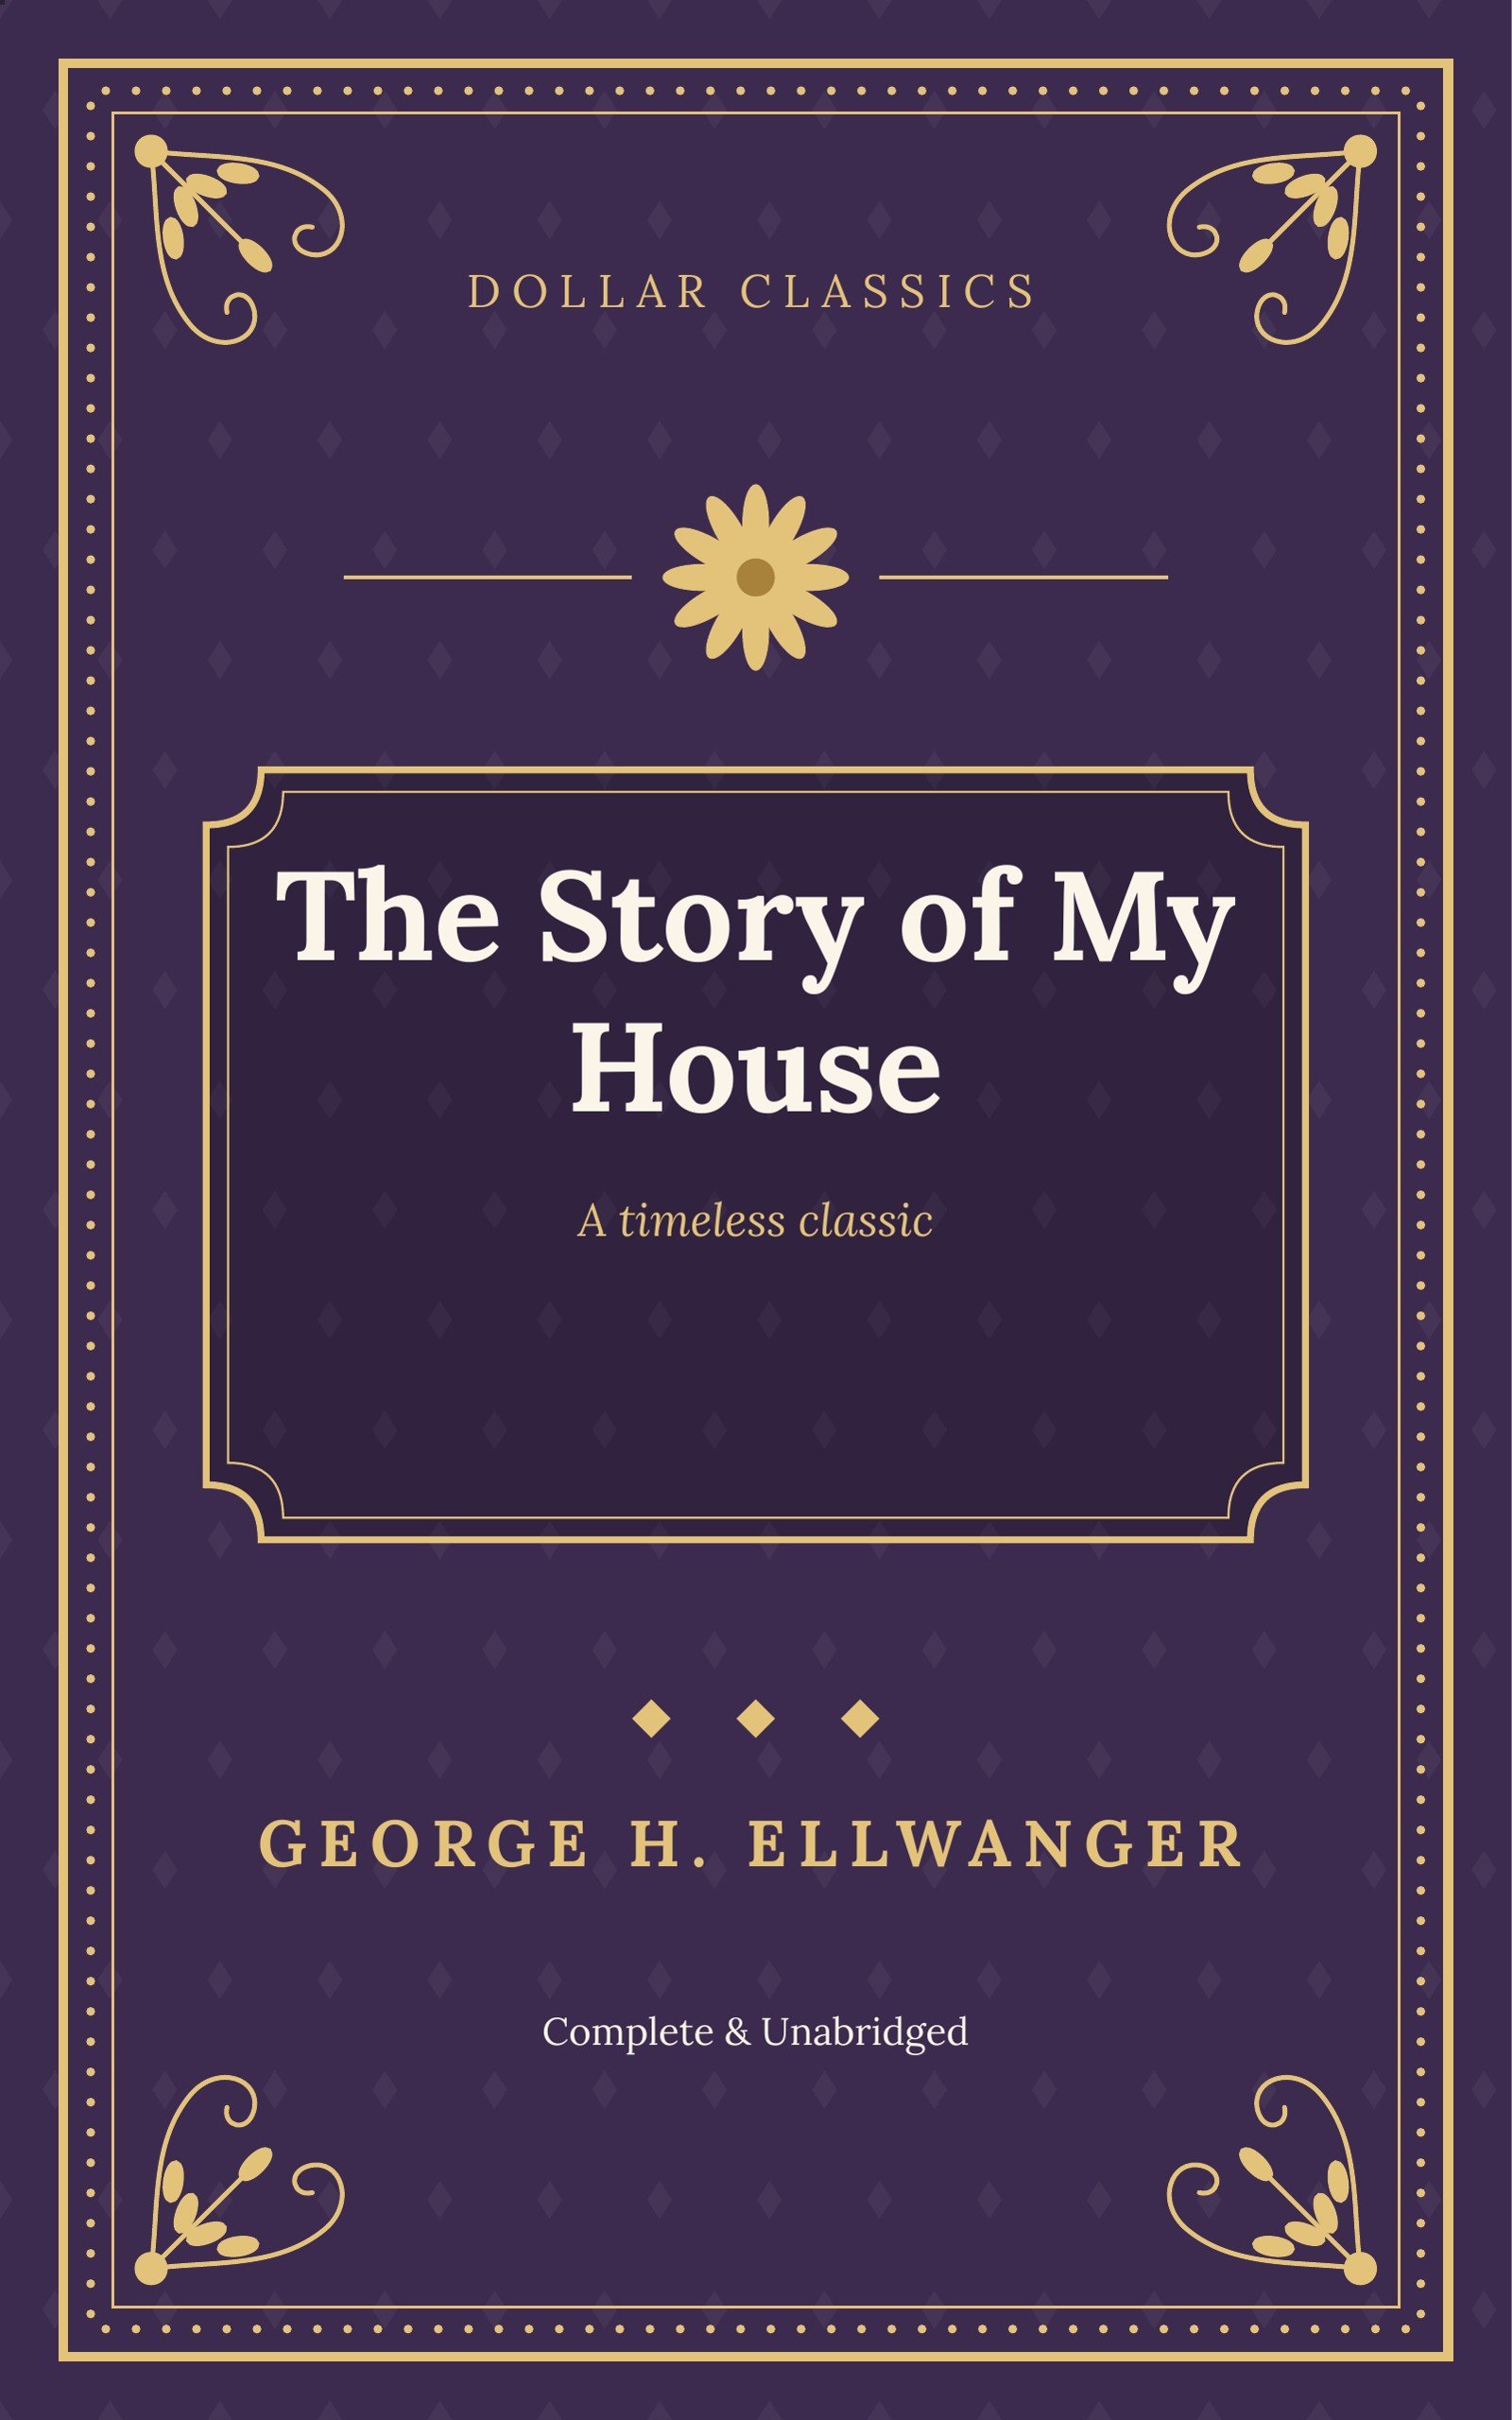 DOLLAR CLASSICS
The Story of My
House
A timeless classic
GEORGE H. ELLWANGER
Complete & Unabridged